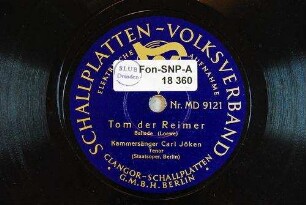 SCHALLPLATTEN-VOLKSVERBAND
ELEKTRISCHE AUFNAHME
SLUB
Dresden
Fon-SNP-A
18 360
Nr. MD 9121
Tom der Reimer
Ballade (Loewe)
Kammersänger Carl Jöken
Tenor
(Staatsoper, Berlin)
CLANGOR-SCHALLPLATTEN
G.M.B.H. BERLIN